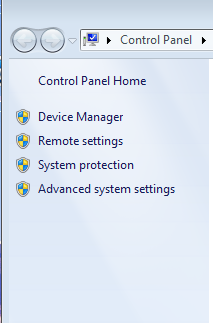 Control Panel
Control Panel Home
Device Manager
Remote settings
System protection
Advanced system settings